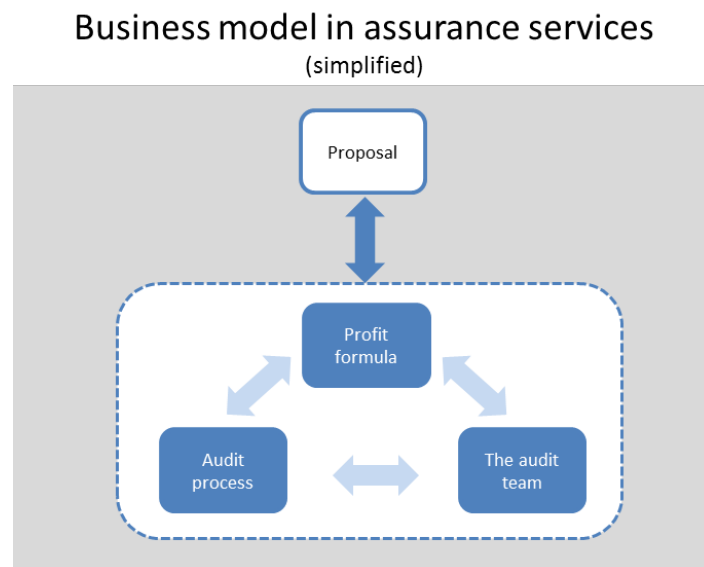 Business model in assurance services
(simplified)
Proposal
Profit
formula
Audit
process
The audit
team